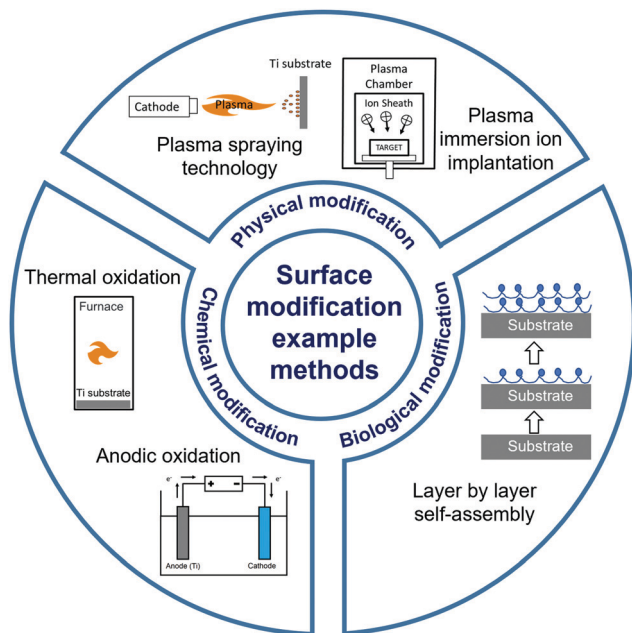 Ti substrate
Cathode
Plasma
Plasma spraying
technology
Plasma
Chamber
Ion Sheath
TARGET
Plasma
immersion ion
implantation
Physical modification
Surface
modification
example
methods
Chemical modification
Biological modification
Thermal oxidation
Furnace
Ti substrate
Anodic oxidation
e-
+ -
e-
Anode (Ti)
Cathode
Substrate
Substrate
Substrate
Layer by layer
self-assembly